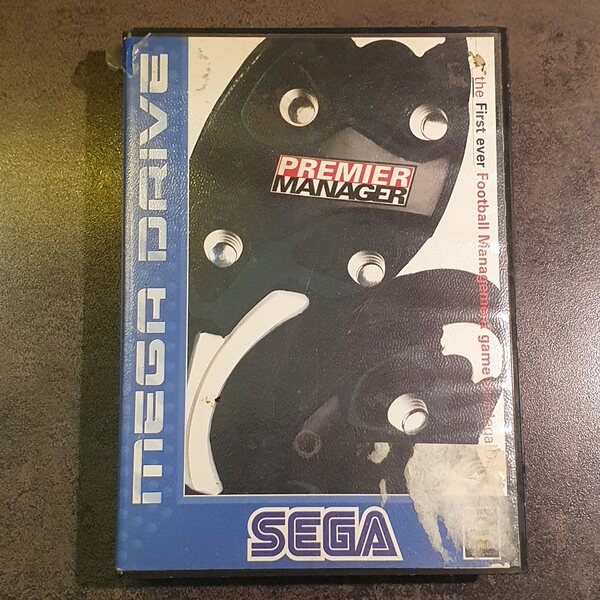 MEGA DRIVE
PREMIER
MANAGER
the First ever Football Management game
SEGA